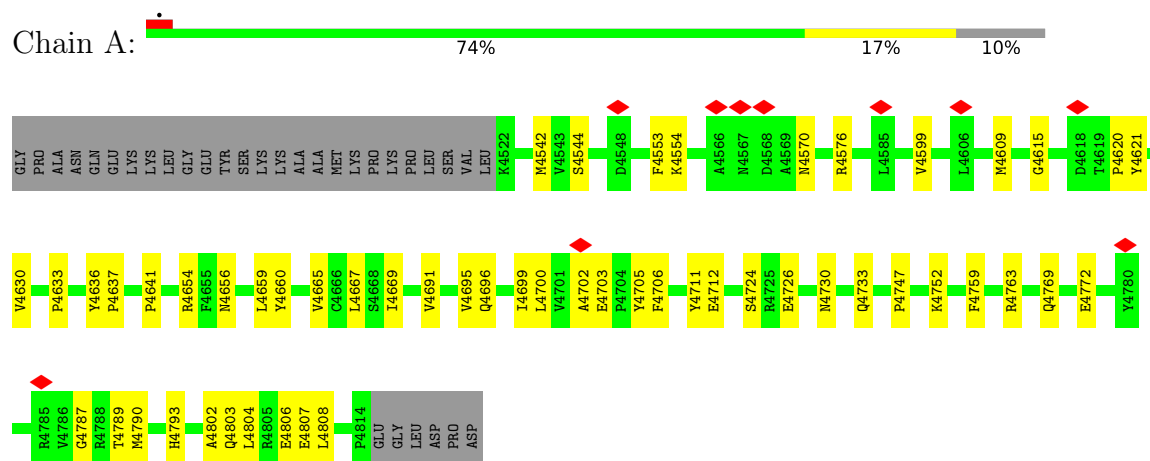 Chain A:
74% 17% 10%
GLY PRO ALA ASN GLN GLU LYS LYS LEU GLY GLU TYR SER LYS LYS ALA ALA MET LYS PRO LYS PRO LEU SER VAL LEU K4522 M4542 V4543 S4544 D4548 F4553 K4554 A4566 N4567 D4568 A4569 N4570 R4576 L4585 V4599 L4606 M4609 G4615 D4618 T4619 P4620 Y4621
V4630 P4633 Y4636 P4637 P4641 R4654 F4655 N4656 L4659 Y4660 V4665 C4666 L4667 S4668 I4669 V4691 V4695 Q4696 I4699 L4700 V4701 A4702 E4703 P4704 Y4705 F4706 Y4711 E4712 S4724 R4725 E4726 N4730 Q4733 P4747 K4752 F4759 R4763 Q4769 E4772 Y4780
R4785 V4786 G4787 R4788 T4789 M4790 H4793 A4802 Q4803 L4804 R4805 E4806 E4807 L4808 P4814 GLU GLY LEU ASP PRO ASP